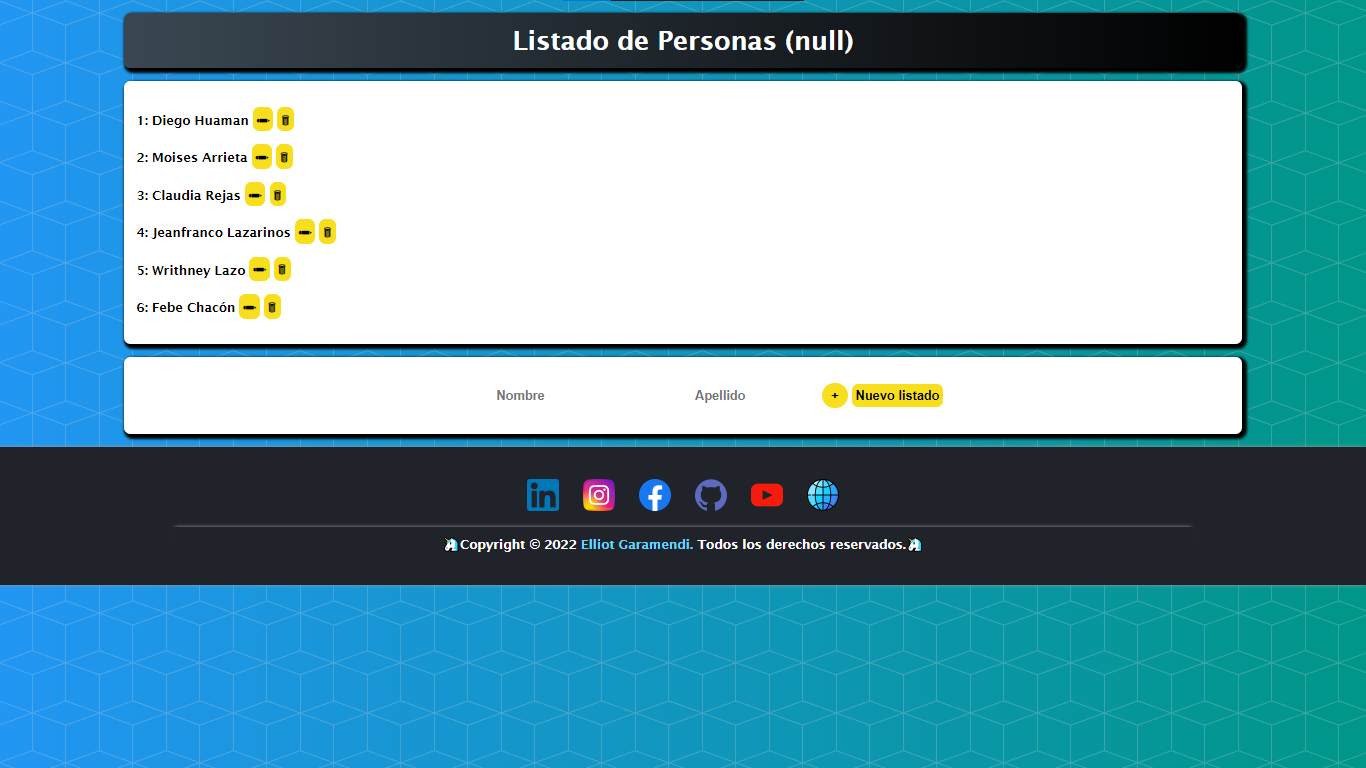 Listado de Personas (null)
1: Diego Huaman
2: Moises Arrieta
3: Claudia Rejas
4: Jeanfranco Lazarinos
5: Writhney Lazo
6: Febe Chacón
Nombre Apellido + Nuevo listado
Copyright © 2022 Elliot Garamendi. Todos los derechos reservados.